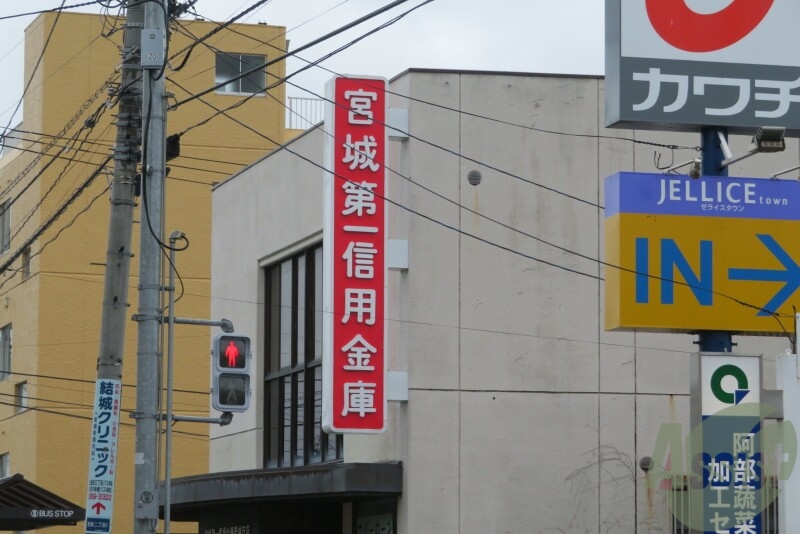 宮城第一信用金庫
カワチ
JELLICE town
ゼライスタウン
IN
結城クリニック
BUS STOP
阿部蔬菜
加工セ